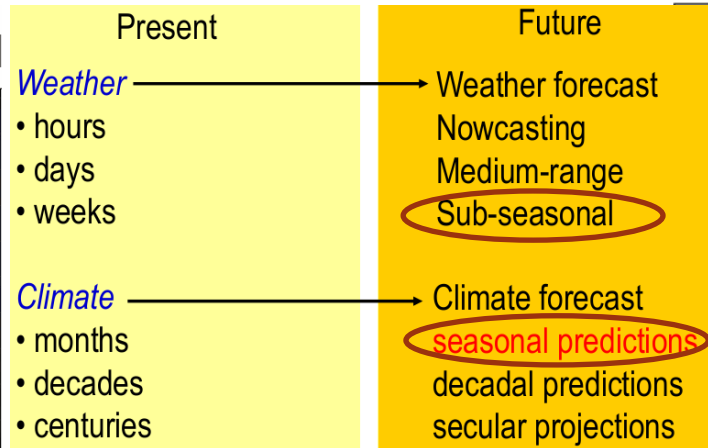 Present
Weather
• hours
• days
• weeks
Climate
• months
• decades
• centuries
Future
Weather forecast
Nowcasting
Medium-range
Sub-seasonal
Climate forecast
seasonal predictions
decadal predictions
secular projections